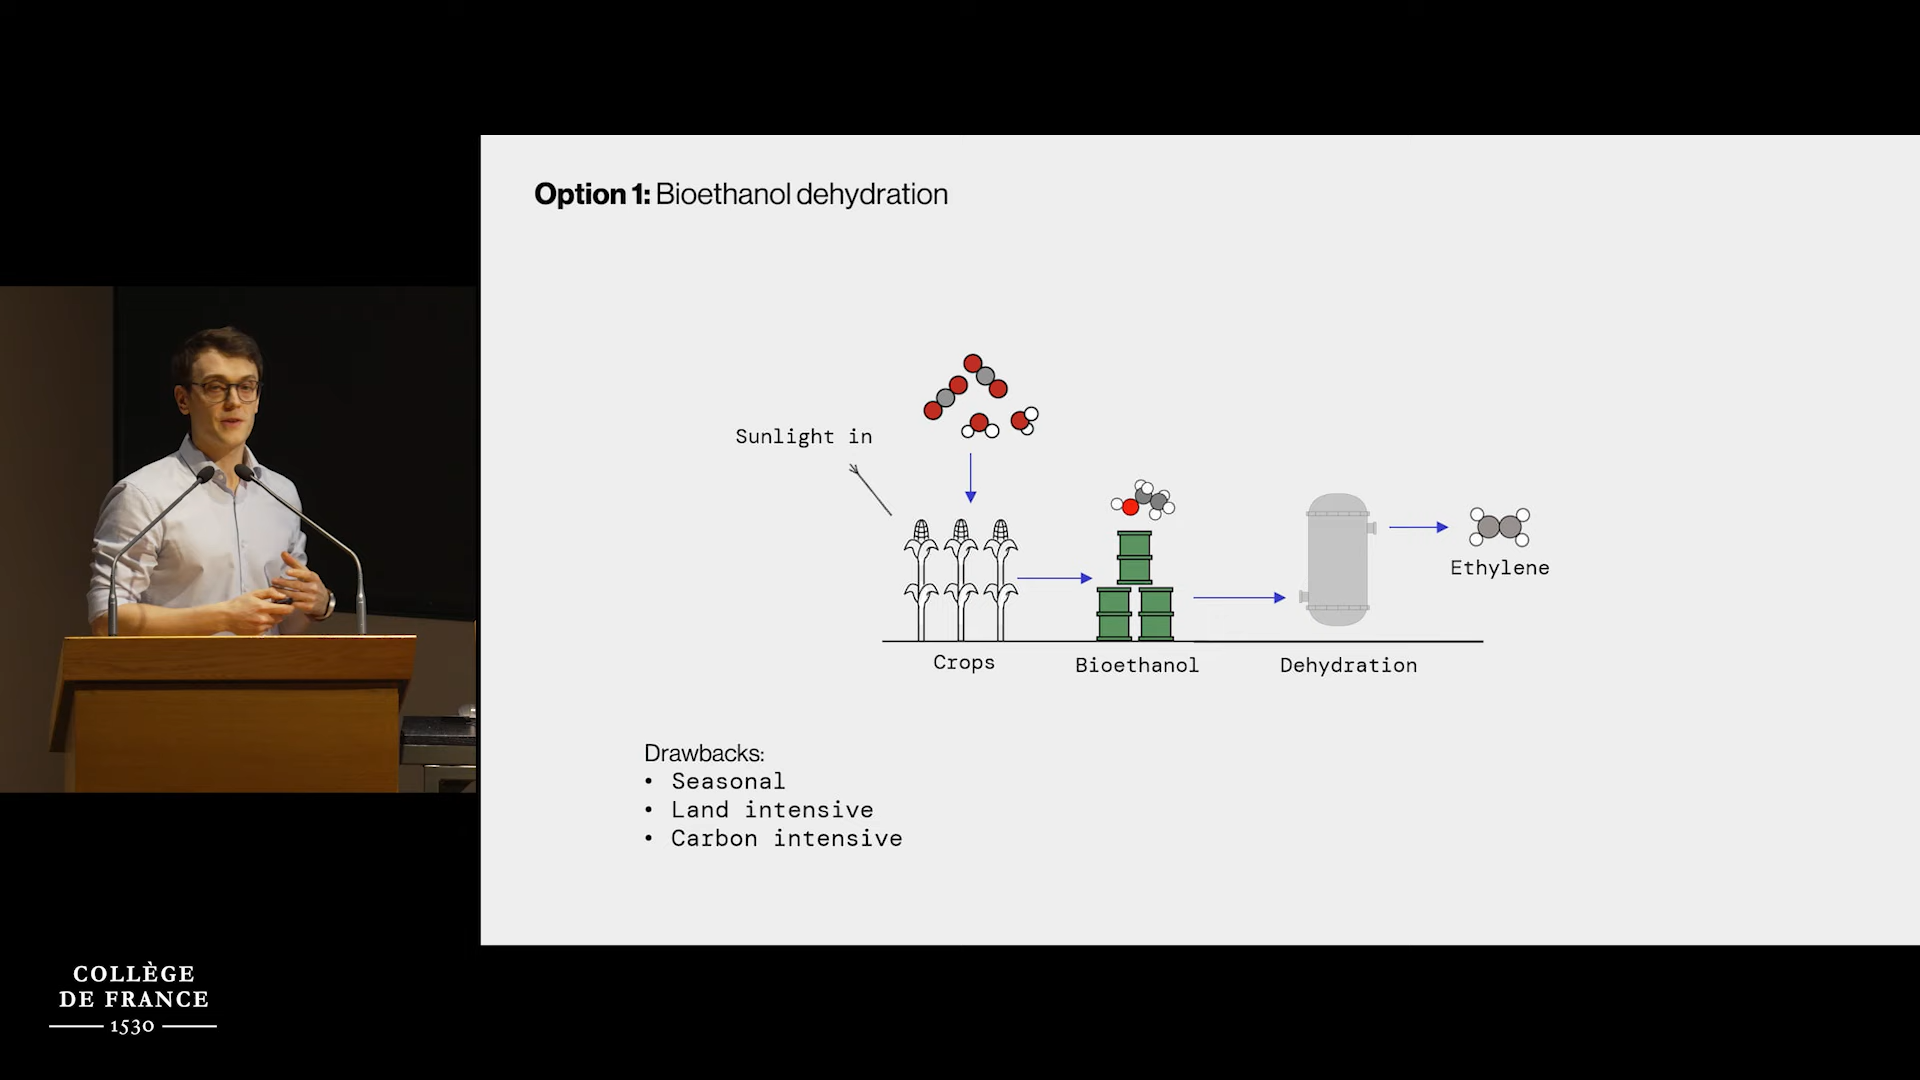 Option 1: Bioethanol dehydration
Sunlight in
Ethylene
Crops
Bioethanol
Dehydration
Drawbacks:
• Seasonal
• Land intensive
• Carbon intensive
COLLÈGE
DE FRANCE
1530